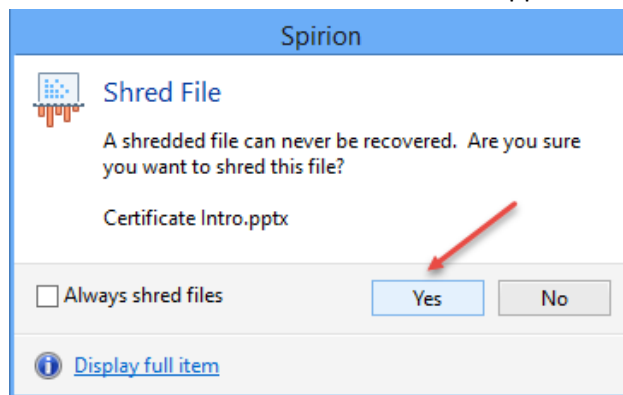 Spirion
Shred File
A shredded file can never be recovered.  Are you sure
you want to shred this file?
Certificate Intro.pptx
Always shred files
Yes
No
Display full item